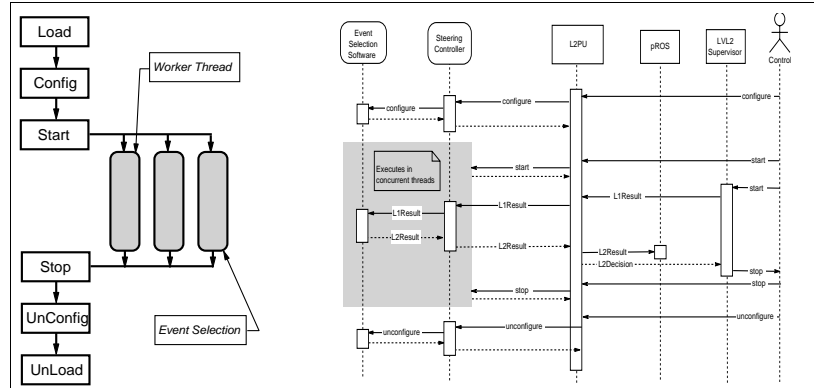 Load
Config
Start
Stop
UnConfig
UnLoad
Worker Thread
Event Selection
Event
Selection
Software
Steering
Controller
L2PU
pROS
LVL2
Supervisor
Control
configure
configure
configure
Executes in
concurrent threads
start
start
start
L1Result
L1Result
L1Result
L2Result
L2Result
L2Result
L2Decision
stop
stop
stop
unconfigure
unconfigure
unconfigure